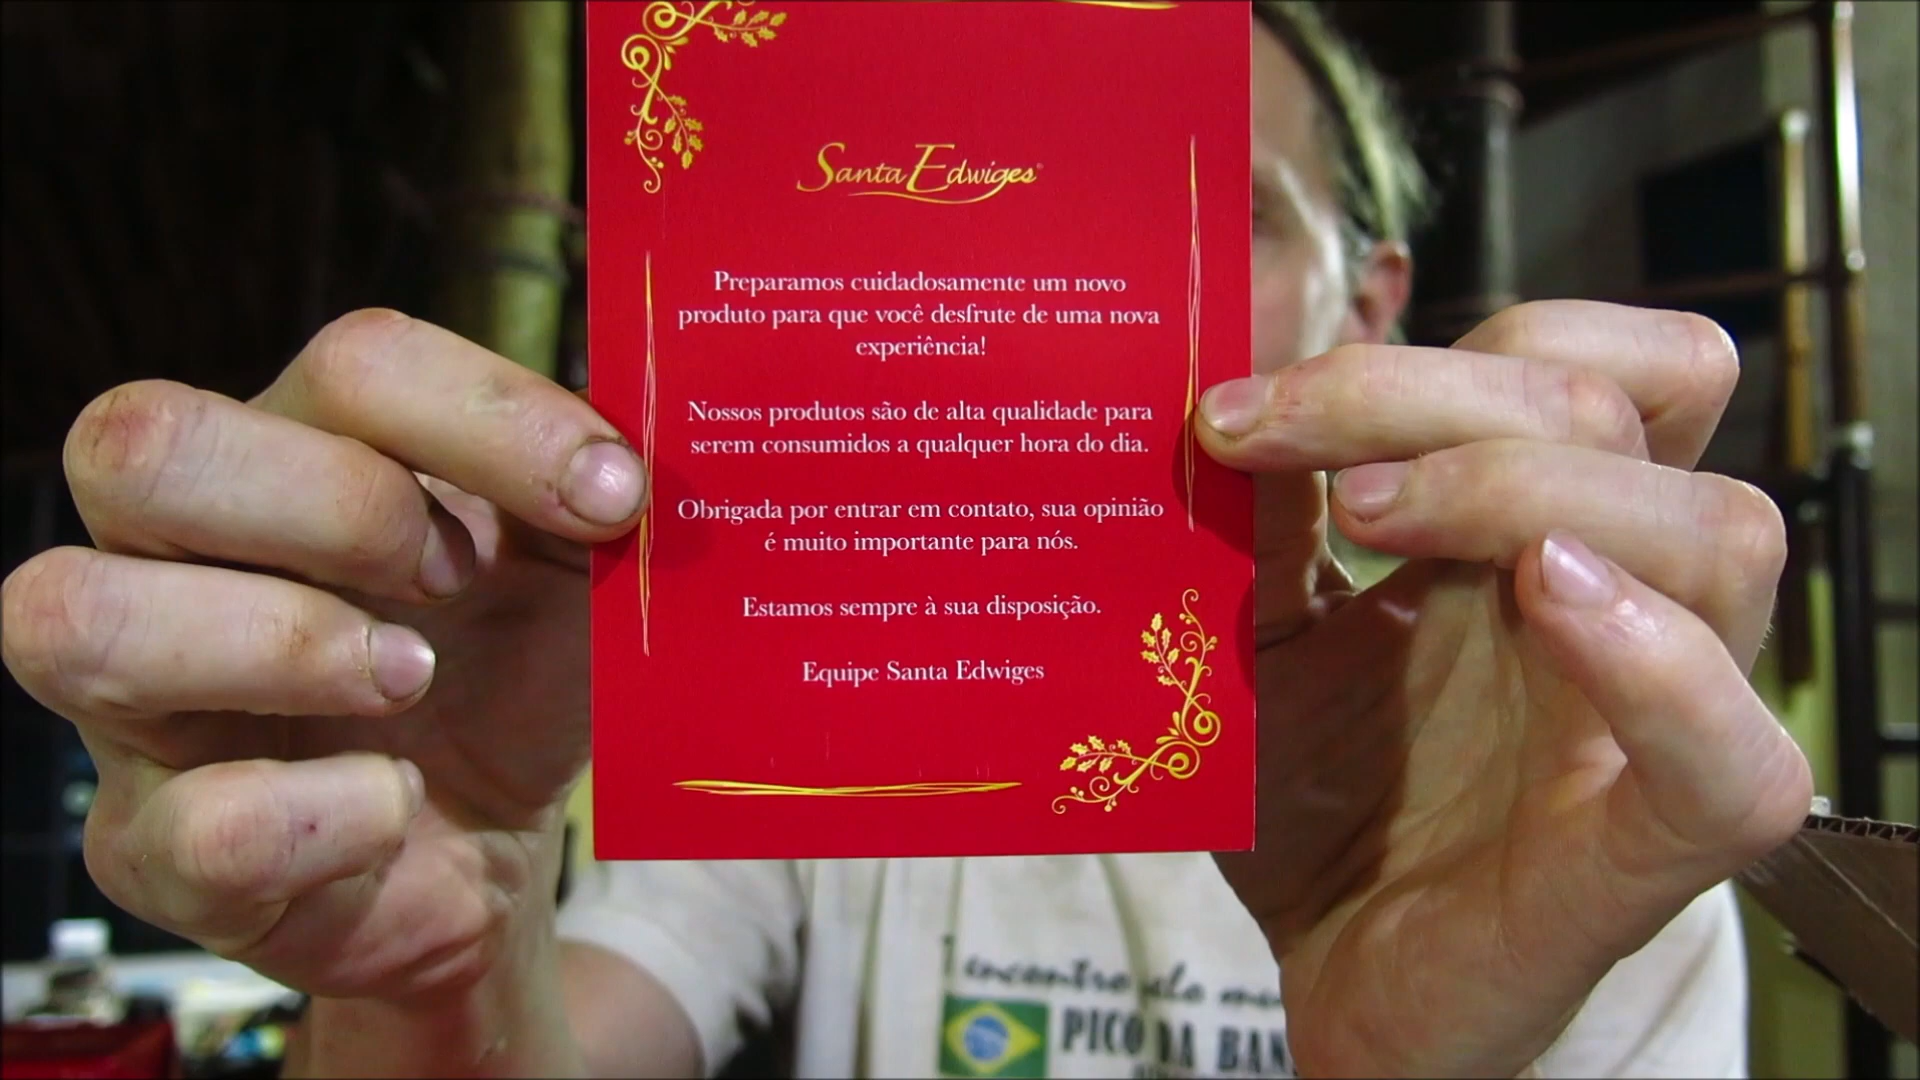 Santa Edwiges
Preparamos cuidadosamente um novo
produto para que você desfrute de uma nova
experiência!
Nossos produtos são de alta qualidade para
serem consumidos a qualquer hora do dia.
Obrigada por entrar em contato, sua opinião
é muito importante para nós.
Estamos sempre à sua disposição.
Equipe Santa Edwiges
encontro
PICO DA